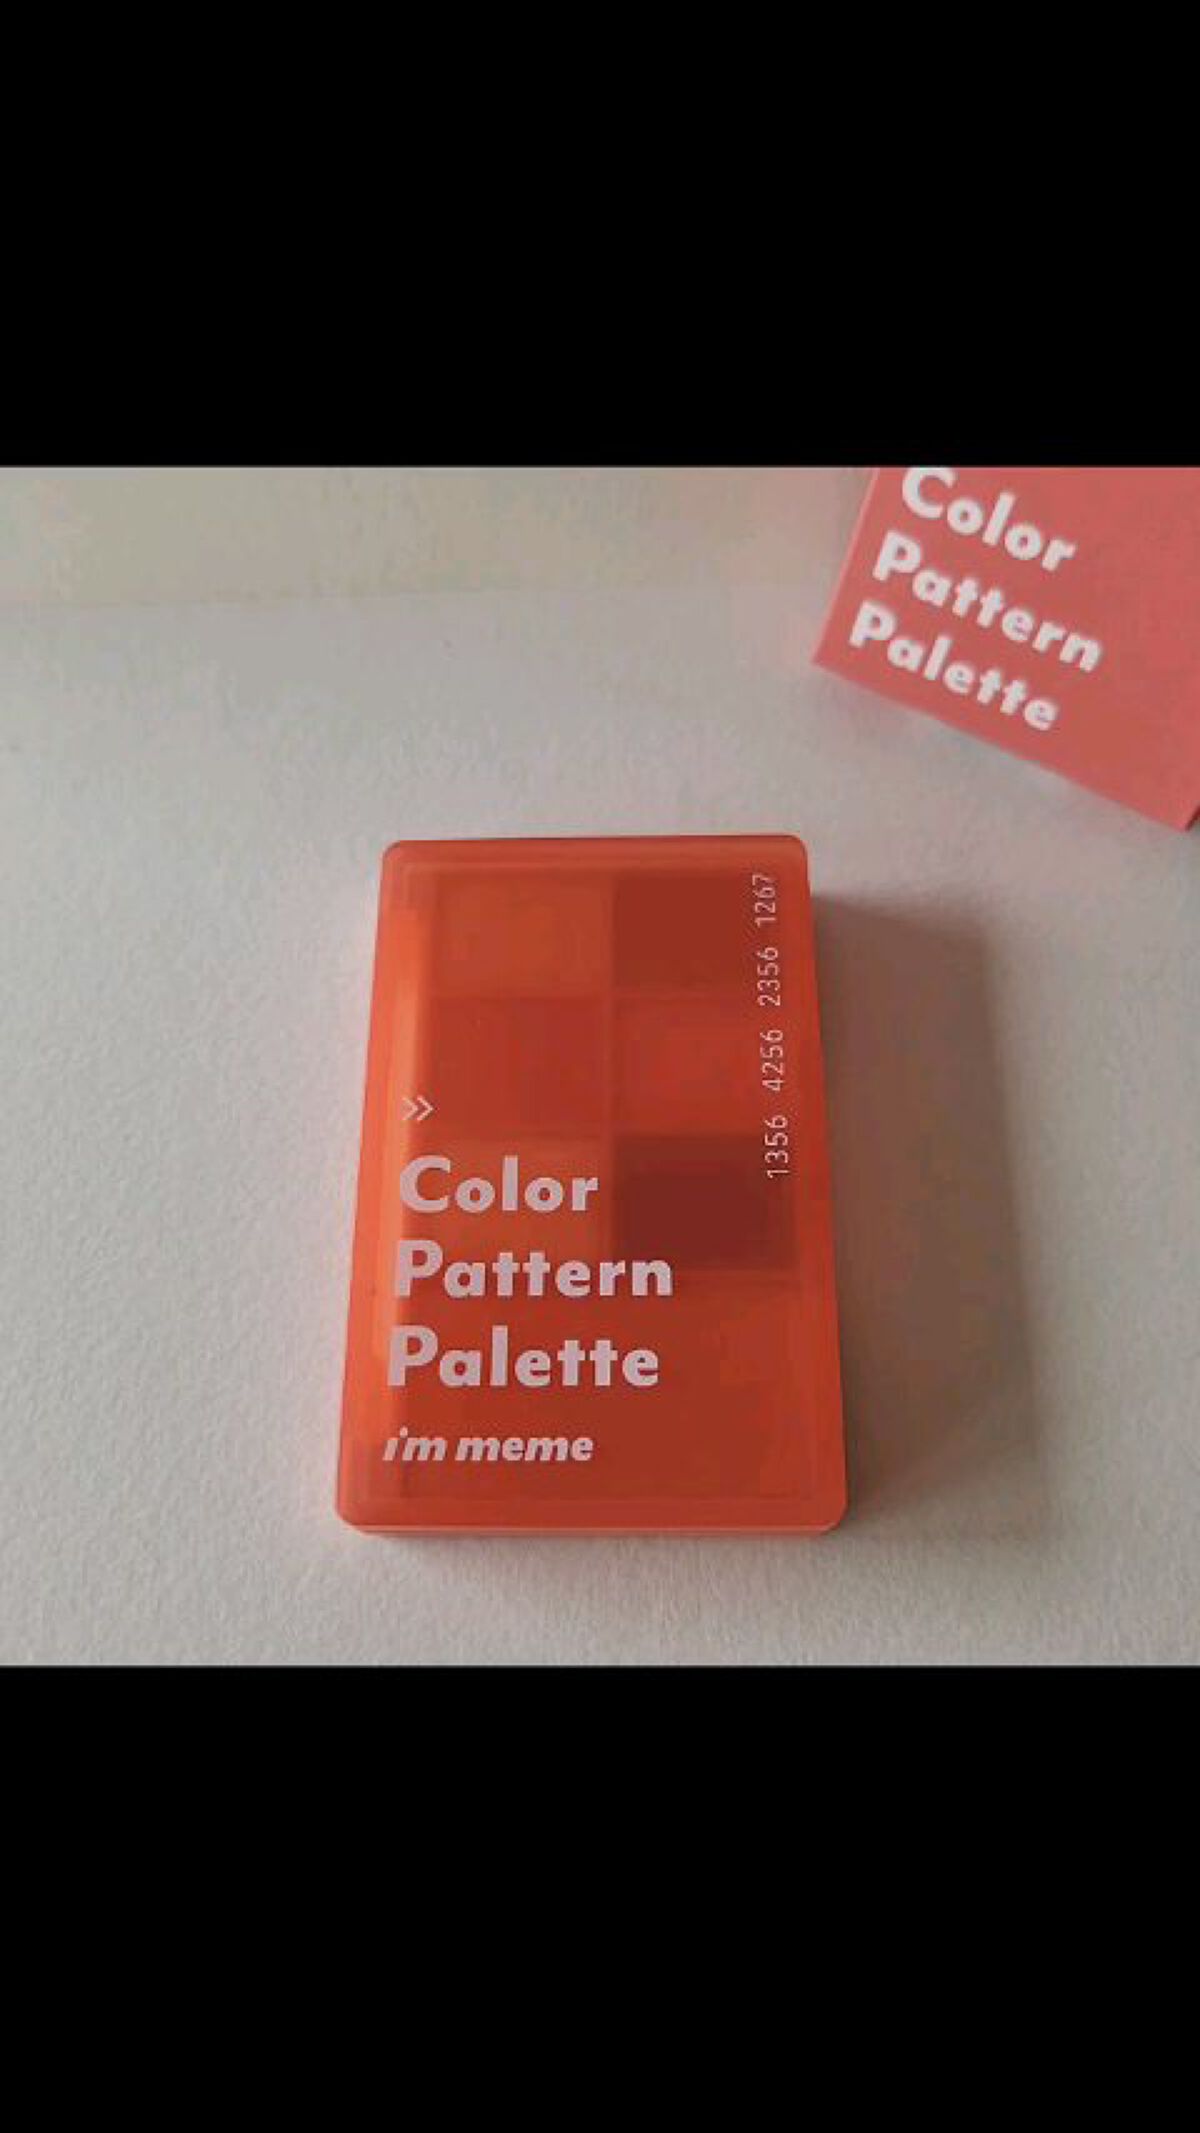 Color
Pattern
Palette
1356 4256 2356 1267
»
Color
Pattern
Palette
i'm meme